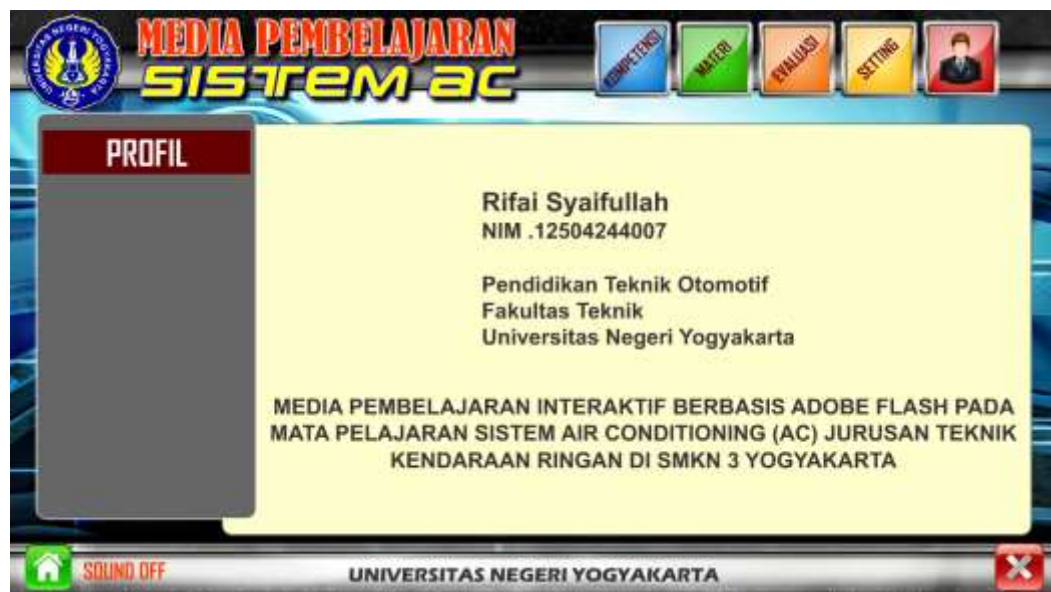 MEDIA PEMBELAJARAN
SISTEM AC
KOMPETENSI
MATERI
EVALUASI
SETTING
PROFIL
Rifai Syaifullah
NIM .12504244007
Pendidikan Teknik Otomotif
Fakultas Teknik
Universitas Negeri Yogyakarta
MEDIA PEMBELAJARAN INTERAKTIF BERBASIS ADOBE FLASH PADA
MATA PELAJARAN SISTEM AIR CONDITIONING (AC) JURUSAN TEKNIK
KENDARAAN RINGAN DI SMKN 3 YOGYAKARTA
SOUND OFF
UNIVERSITAS NEGERI YOGYAKARTA